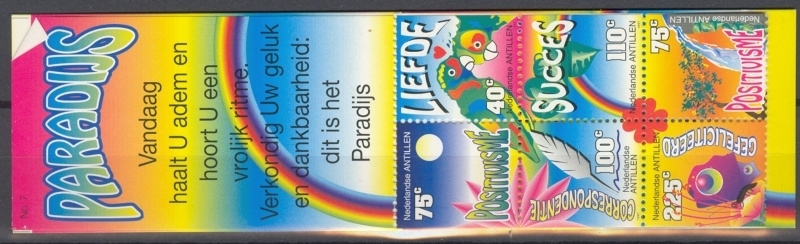 No. 7
PARADIJS
Vandaag
haalt U adem en
hoort U een
vrolijk ritme.
Verkondig Uw geluk
en dankbaarheid:
dit is het
Paradijs
LIEFDE
40c
Nederlandse ANTILLEN
SUCCES
110c
Nederlandse ANTILLEN
75c
Nederlandse ANTILLEN
POSITIVISME
75c
Nederlandse ANTILLEN
POSITIVISME
100c
Nederlandse ANTILLEN
CORRESPONDENTIE
225c
Nederlandse ANTILLEN
GEFELICITEERD